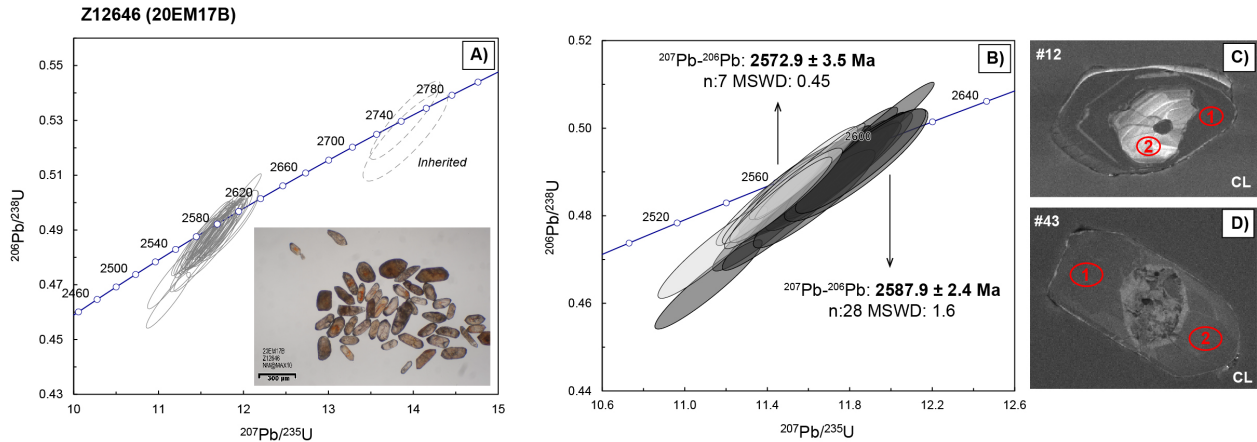 Z12646 (20EM17B)
A)
0.55
0.53
0.51
0.49
0.47
0.45
0.43
²⁰⁶Pb/²³⁸U
2460
2500
2540
2580
2620
2660
2700
2740
2780
Inherited
20EM17B
Z12646
300 µm
10
11
12
13
14
15
²⁰⁷Pb/²³⁵U
B)
0.52
0.50
0.48
0.46
0.44
²⁰⁶Pb/²³⁸U
²⁰⁷Pb-²⁰⁶Pb: 2572.9 ± 3.5 Ma
n:7 MSWD: 0.45
2520
2560
2600
2640
²⁰⁷Pb-²⁰⁶Pb: 2587.9 ± 2.4 Ma
n:28 MSWD: 1.6
10.6
11.0
11.4
11.8
12.2
12.6
²⁰⁷Pb/²³⁵U
#12
C)
1
2
CL
#43
D)
1
2
CL